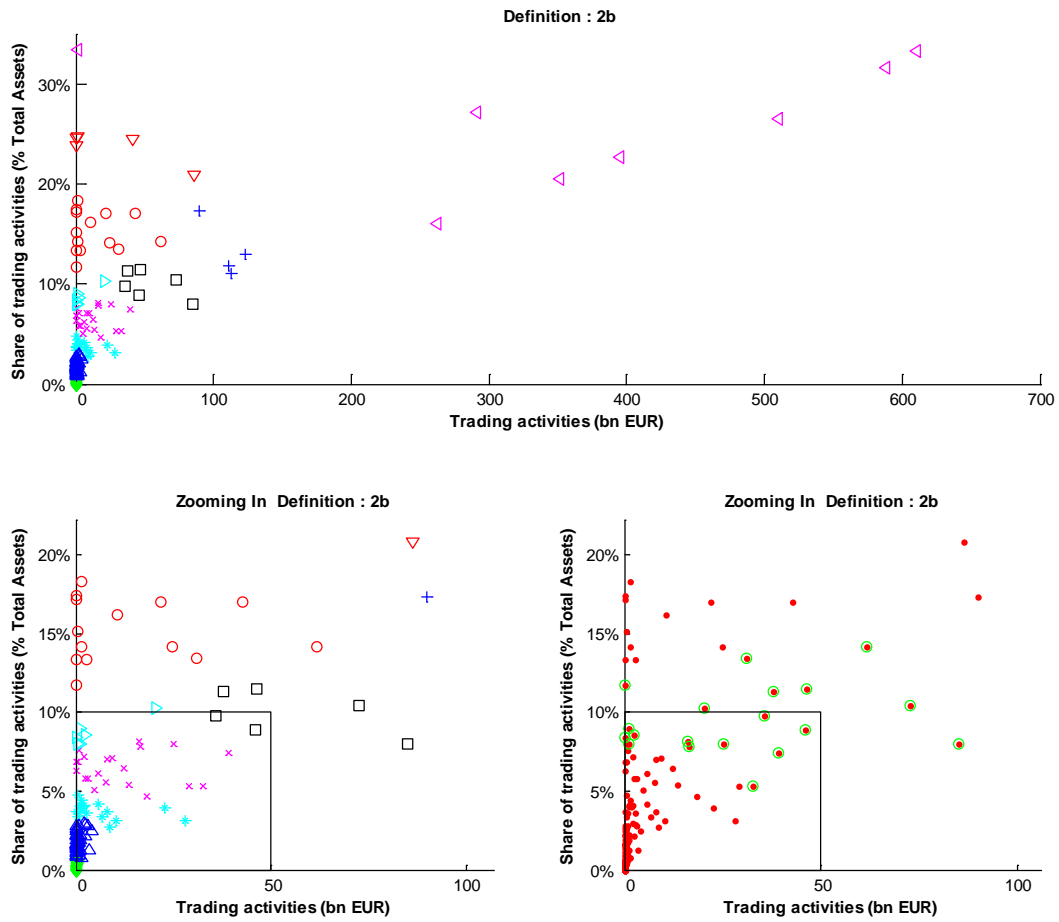 Definition : 2b
Share of trading activities (% Total Assets)
30%
20%
10%
0%
0 100 200 300 400 500 600 700
Trading activities (bn EUR)
Zooming In Definition : 2b
Share of trading activities (% Total Assets)
20%
15%
10%
5%
0%
0 50 100
Trading activities (bn EUR)
Zooming In Definition : 2b
Share of trading activities (% Total Assets)
20%
15%
10%
5%
0%
0 50 100
Trading activities (bn EUR)